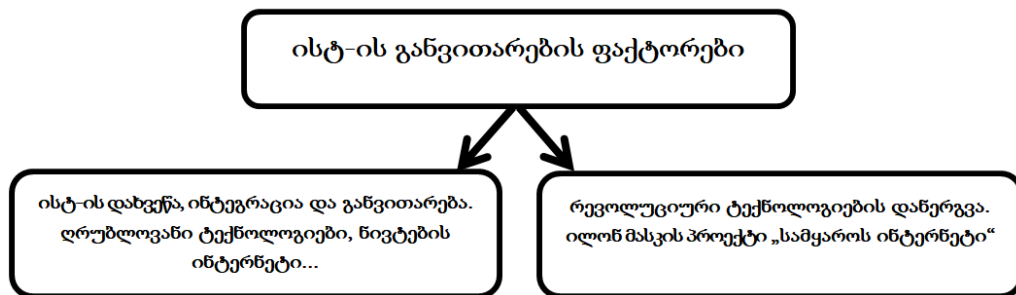 ისტ-ის განვითარების ფაქტორები
ისტ-ის დახვეწა, ინტეგრაცია და განვითარება.
ღრუბლოვანი ტექნოლოგიები, ნივტების
ინტერნეტი...
რევოლუციური ტექნოლოგიების დანერგვა.
ილონ მასკის პროექტი „სამყაროს ინტერნეტი“